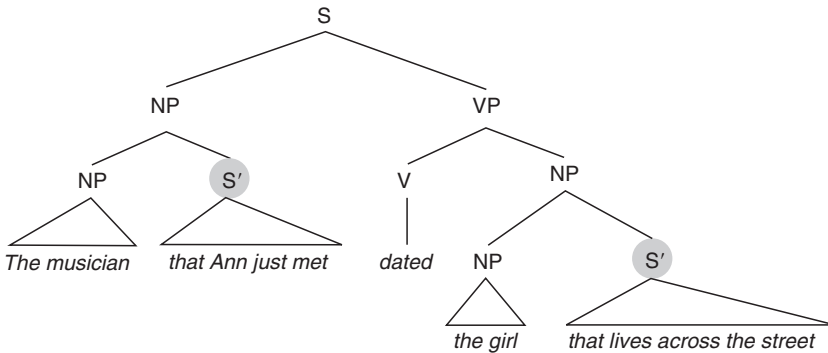 S
NP VP
NP S′ V NP
The musician that Ann just met dated NP S′
the girl that lives across the street